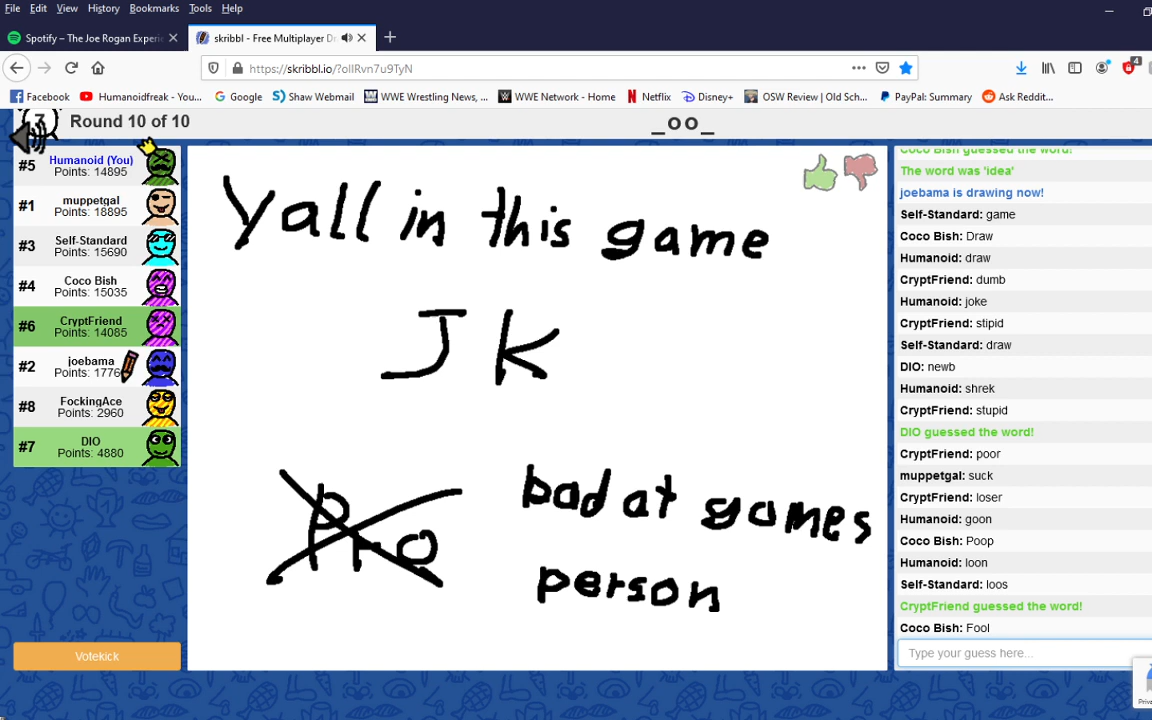 File Edit View History Bookmarks Tools Help
Spotify – The Joe Rogan Experi
skribbl - Free Multiplayer Dr
https://skribbl.io/?olIRvn7u9TyN
4
Facebook Humanoidfreak - You... Google Shaw Webmail WWE Wrestling News, ... WWE Network - Home Netflix Disney+ OSW Review | Old Sch... PayPal: Summary Ask Reddit...
Round 10 of 10
_oo_
#5 Humanoid (You)
Points: 14895
#1 muppetgal
Points: 18895
#3 Self-Standard
Points: 15690
#4 Coco Bish
Points: 15035
#6 CryptFriend
Points: 14085
#2 joebama
Points: 1776
#8 FockingAce
Points: 2960
#7 DIO
Points: 4880
Votekick
Yall in this game
J K
Pro
bad at games
person
Coco Bish guessed the word!
The word was 'idea'
joebama is drawing now!
Self-Standard: game
Coco Bish: Draw
Humanoid: draw
CryptFriend: dumb
Humanoid: joke
CryptFriend: stipid
Self-Standard: draw
DIO: newb
Humanoid: shrek
CryptFriend: stupid
DIO guessed the word!
CryptFriend: poor
muppetgal: suck
CryptFriend: loser
Humanoid: goon
Coco Bish: Poop
Humanoid: loon
Self-Standard: loos
CryptFriend guessed the word!
Coco Bish: Fool
Type your guess here...